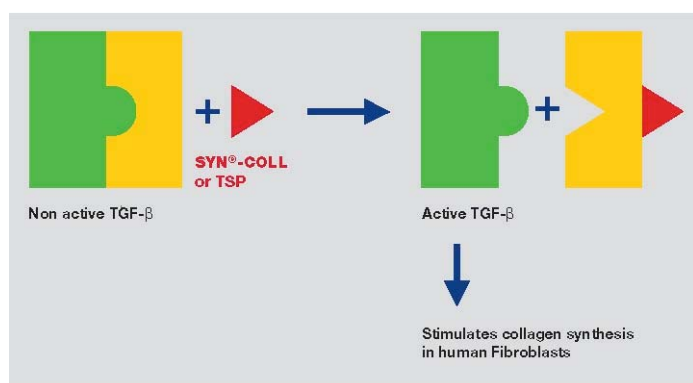 +
SYN®-COLL
or TSP
+
Non active TGF-β
Active TGF-β
Stimulates collagen synthesis
in human Fibroblasts